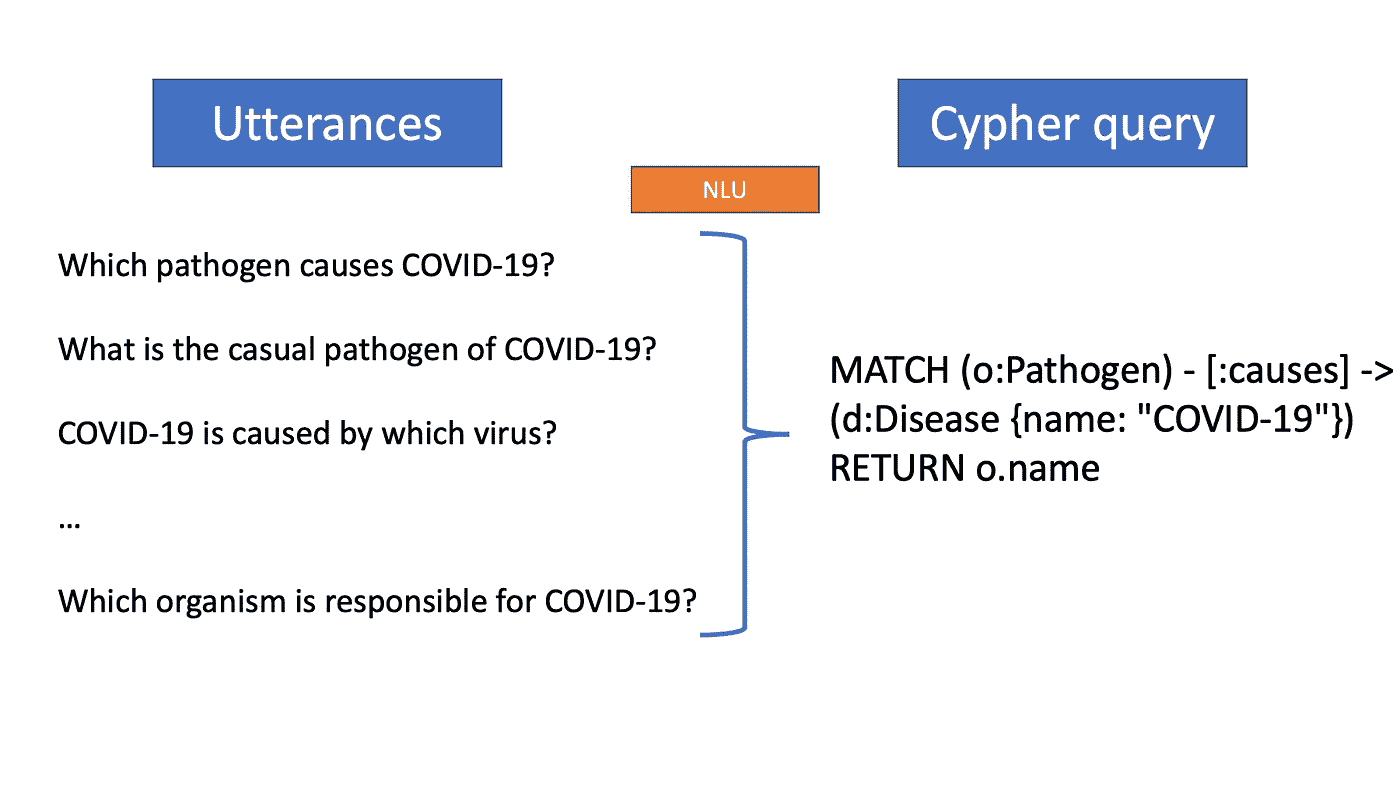 Utterances
Cypher query
NLU
Which pathogen causes COVID-19?
What is the casual pathogen of COVID-19?
COVID-19 is caused by which virus?
...
Which organism is responsible for COVID-19?
MATCH (o:Pathogen) - [:causes] ->
(d:Disease {name: "COVID-19"})
RETURN o.name